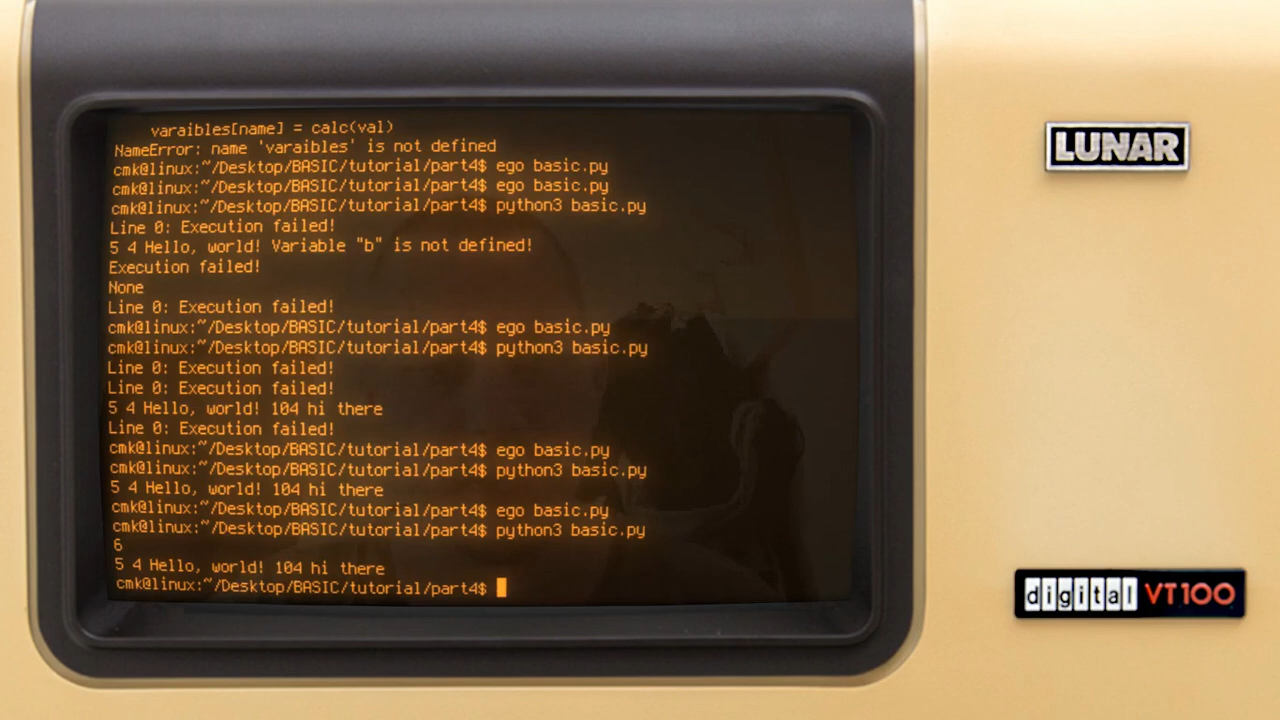 varaibles[name] = calc(val)
NameError: name 'varaibles' is not defined
cmk@linux:~/Desktop/BASIC/tutorial/part4$ ego basic.py
cmk@linux:~/Desktop/BASIC/tutorial/part4$ ego basic.py
cmk@linux:~/Desktop/BASIC/tutorial/part4$ python3 basic.py
Line 0: Execution failed!
5 4 Hello, world! Variable "b" is not defined!
Execution failed!
None
Line 0: Execution failed!
cmk@linux:~/Desktop/BASIC/tutorial/part4$ ego basic.py
cmk@linux:~/Desktop/BASIC/tutorial/part4$ python3 basic.py
Line 0: Execution failed!
Line 0: Execution failed!
5 4 Hello, world! 104 hi there
Line 0: Execution failed!
cmk@linux:~/Desktop/BASIC/tutorial/part4$ ego basic.py
cmk@linux:~/Desktop/BASIC/tutorial/part4$ python3 basic.py
5 4 Hello, world! 104 hi there
cmk@linux:~/Desktop/BASIC/tutorial/part4$ ego basic.py
cmk@linux:~/Desktop/BASIC/tutorial/part4$ python3 basic.py
6
5 4 Hello, world! 104 hi there
cmk@linux:~/Desktop/BASIC/tutorial/part4$
LUNAR
digital VT100